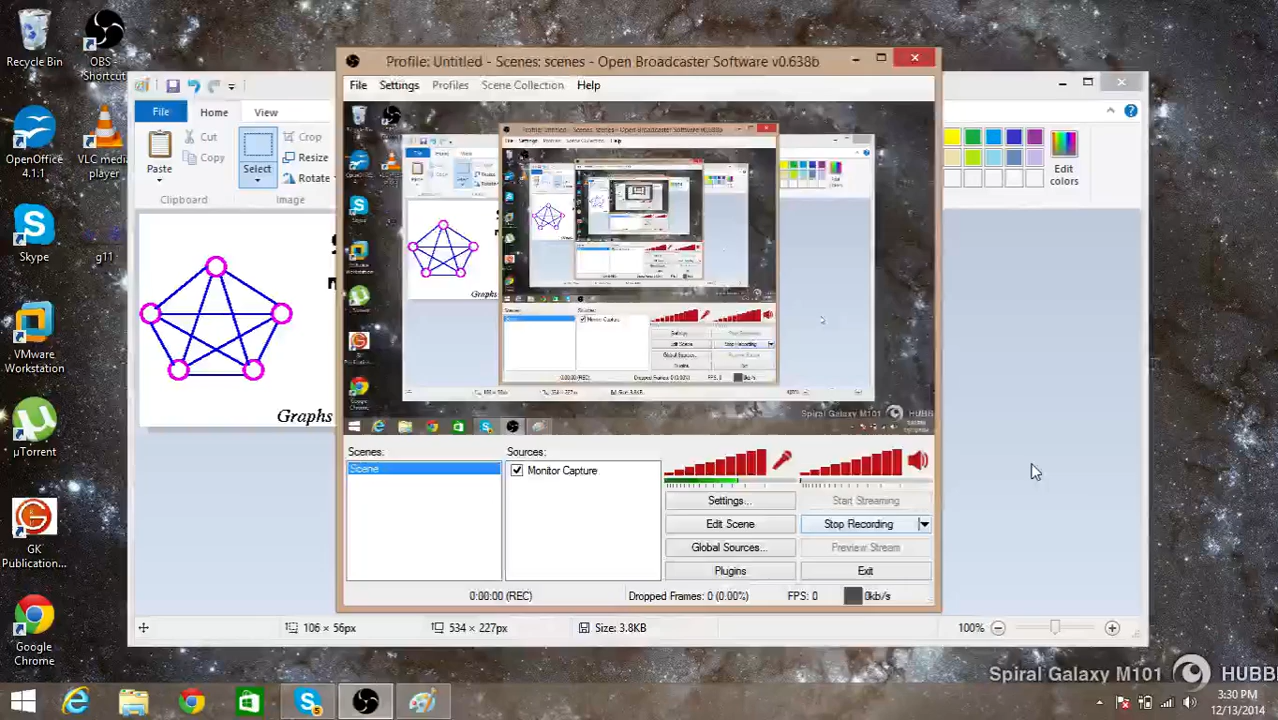 Recycle Bin
OBS - Shortcut
OpenOffice 4.1.1
VLC media player
Skype
g11
VMware Workstation
µTorrent
GK Publication...
Google Chrome
File
Home
View
Paste
Cut
Copy
Clipboard
Select
Crop
Resize
Rotate
Image
Edit colors
Graphs
106 × 56px
534 × 227px
Size: 3.8KB
100%
Profile: Untitled - Scenes: scenes - Open Broadcaster Software v0.638b
File Settings Profiles Scene Collection Help
Graphs
Spiral Galaxy M101 HUBB
Scenes:
Sources:
Scene
Monitor Capture
Settings...
Start Streaming
Edit Scene
Stop Recording
Global Sources...
Preview Stream
Plugins
Exit
0:00:00 (REC)
Dropped Frames: 0 (0.00%)
FPS: 0
0kb/s
Spiral Galaxy M101 HUBB
3:30 PM
12/13/2014